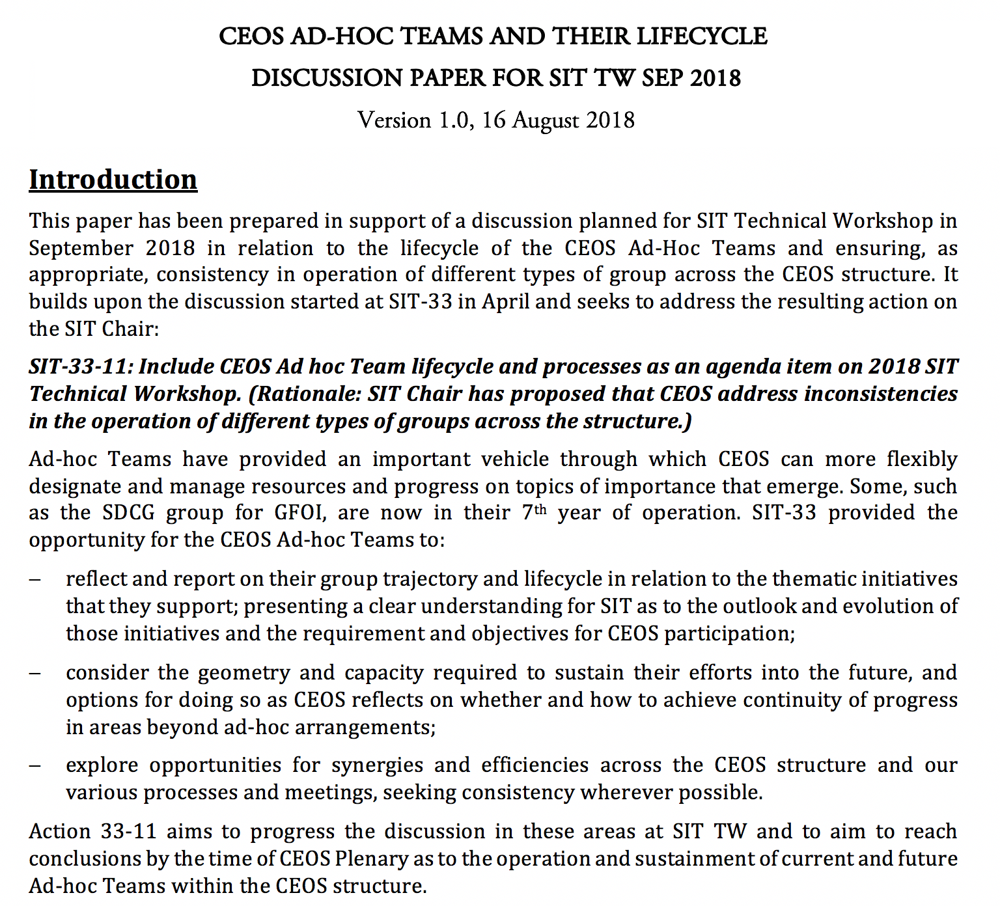 CEOS AD-HOC TEAMS AND THEIR LIFECYCLE
DISCUSSION PAPER FOR SIT TW SEP 2018
Version 1.0, 16 August 2018
Introduction
This paper has been prepared in support of a discussion planned for SIT Technical Workshop in
September 2018 in relation to the lifecycle of the CEOS Ad-Hoc Teams and ensuring, as
appropriate, consistency in operation of different types of group across the CEOS structure. It
builds upon the discussion started at SIT-33 in April and seeks to address the resulting action on
the SIT Chair:
SIT-33-11: Include CEOS Ad hoc Team lifecycle and processes as an agenda item on 2018 SIT
Technical Workshop. (Rationale: SIT Chair has proposed that CEOS address inconsistencies
in the operation of different types of groups across the structure.)
Ad-hoc Teams have provided an important vehicle through which CEOS can more flexibly
designate and manage resources and progress on topics of importance that emerge. Some, such
as the SDCG group for GFOI, are now in their 7th year of operation. SIT-33 provided the
opportunity for the CEOS Ad-hoc Teams to:
– reflect and report on their group trajectory and lifecycle in relation to the thematic initiatives
that they support; presenting a clear understanding for SIT as to the outlook and evolution of
those initiatives and the requirement and objectives for CEOS participation;
– consider the geometry and capacity required to sustain their efforts into the future, and
options for doing so as CEOS reflects on whether and how to achieve continuity of progress
in areas beyond ad-hoc arrangements;
– explore opportunities for synergies and efficiencies across the CEOS structure and our
various processes and meetings, seeking consistency wherever possible.
Action 33-11 aims to progress the discussion in these areas at SIT TW and to aim to reach
conclusions by the time of CEOS Plenary as to the operation and sustainment of current and future
Ad-hoc Teams within the CEOS structure.